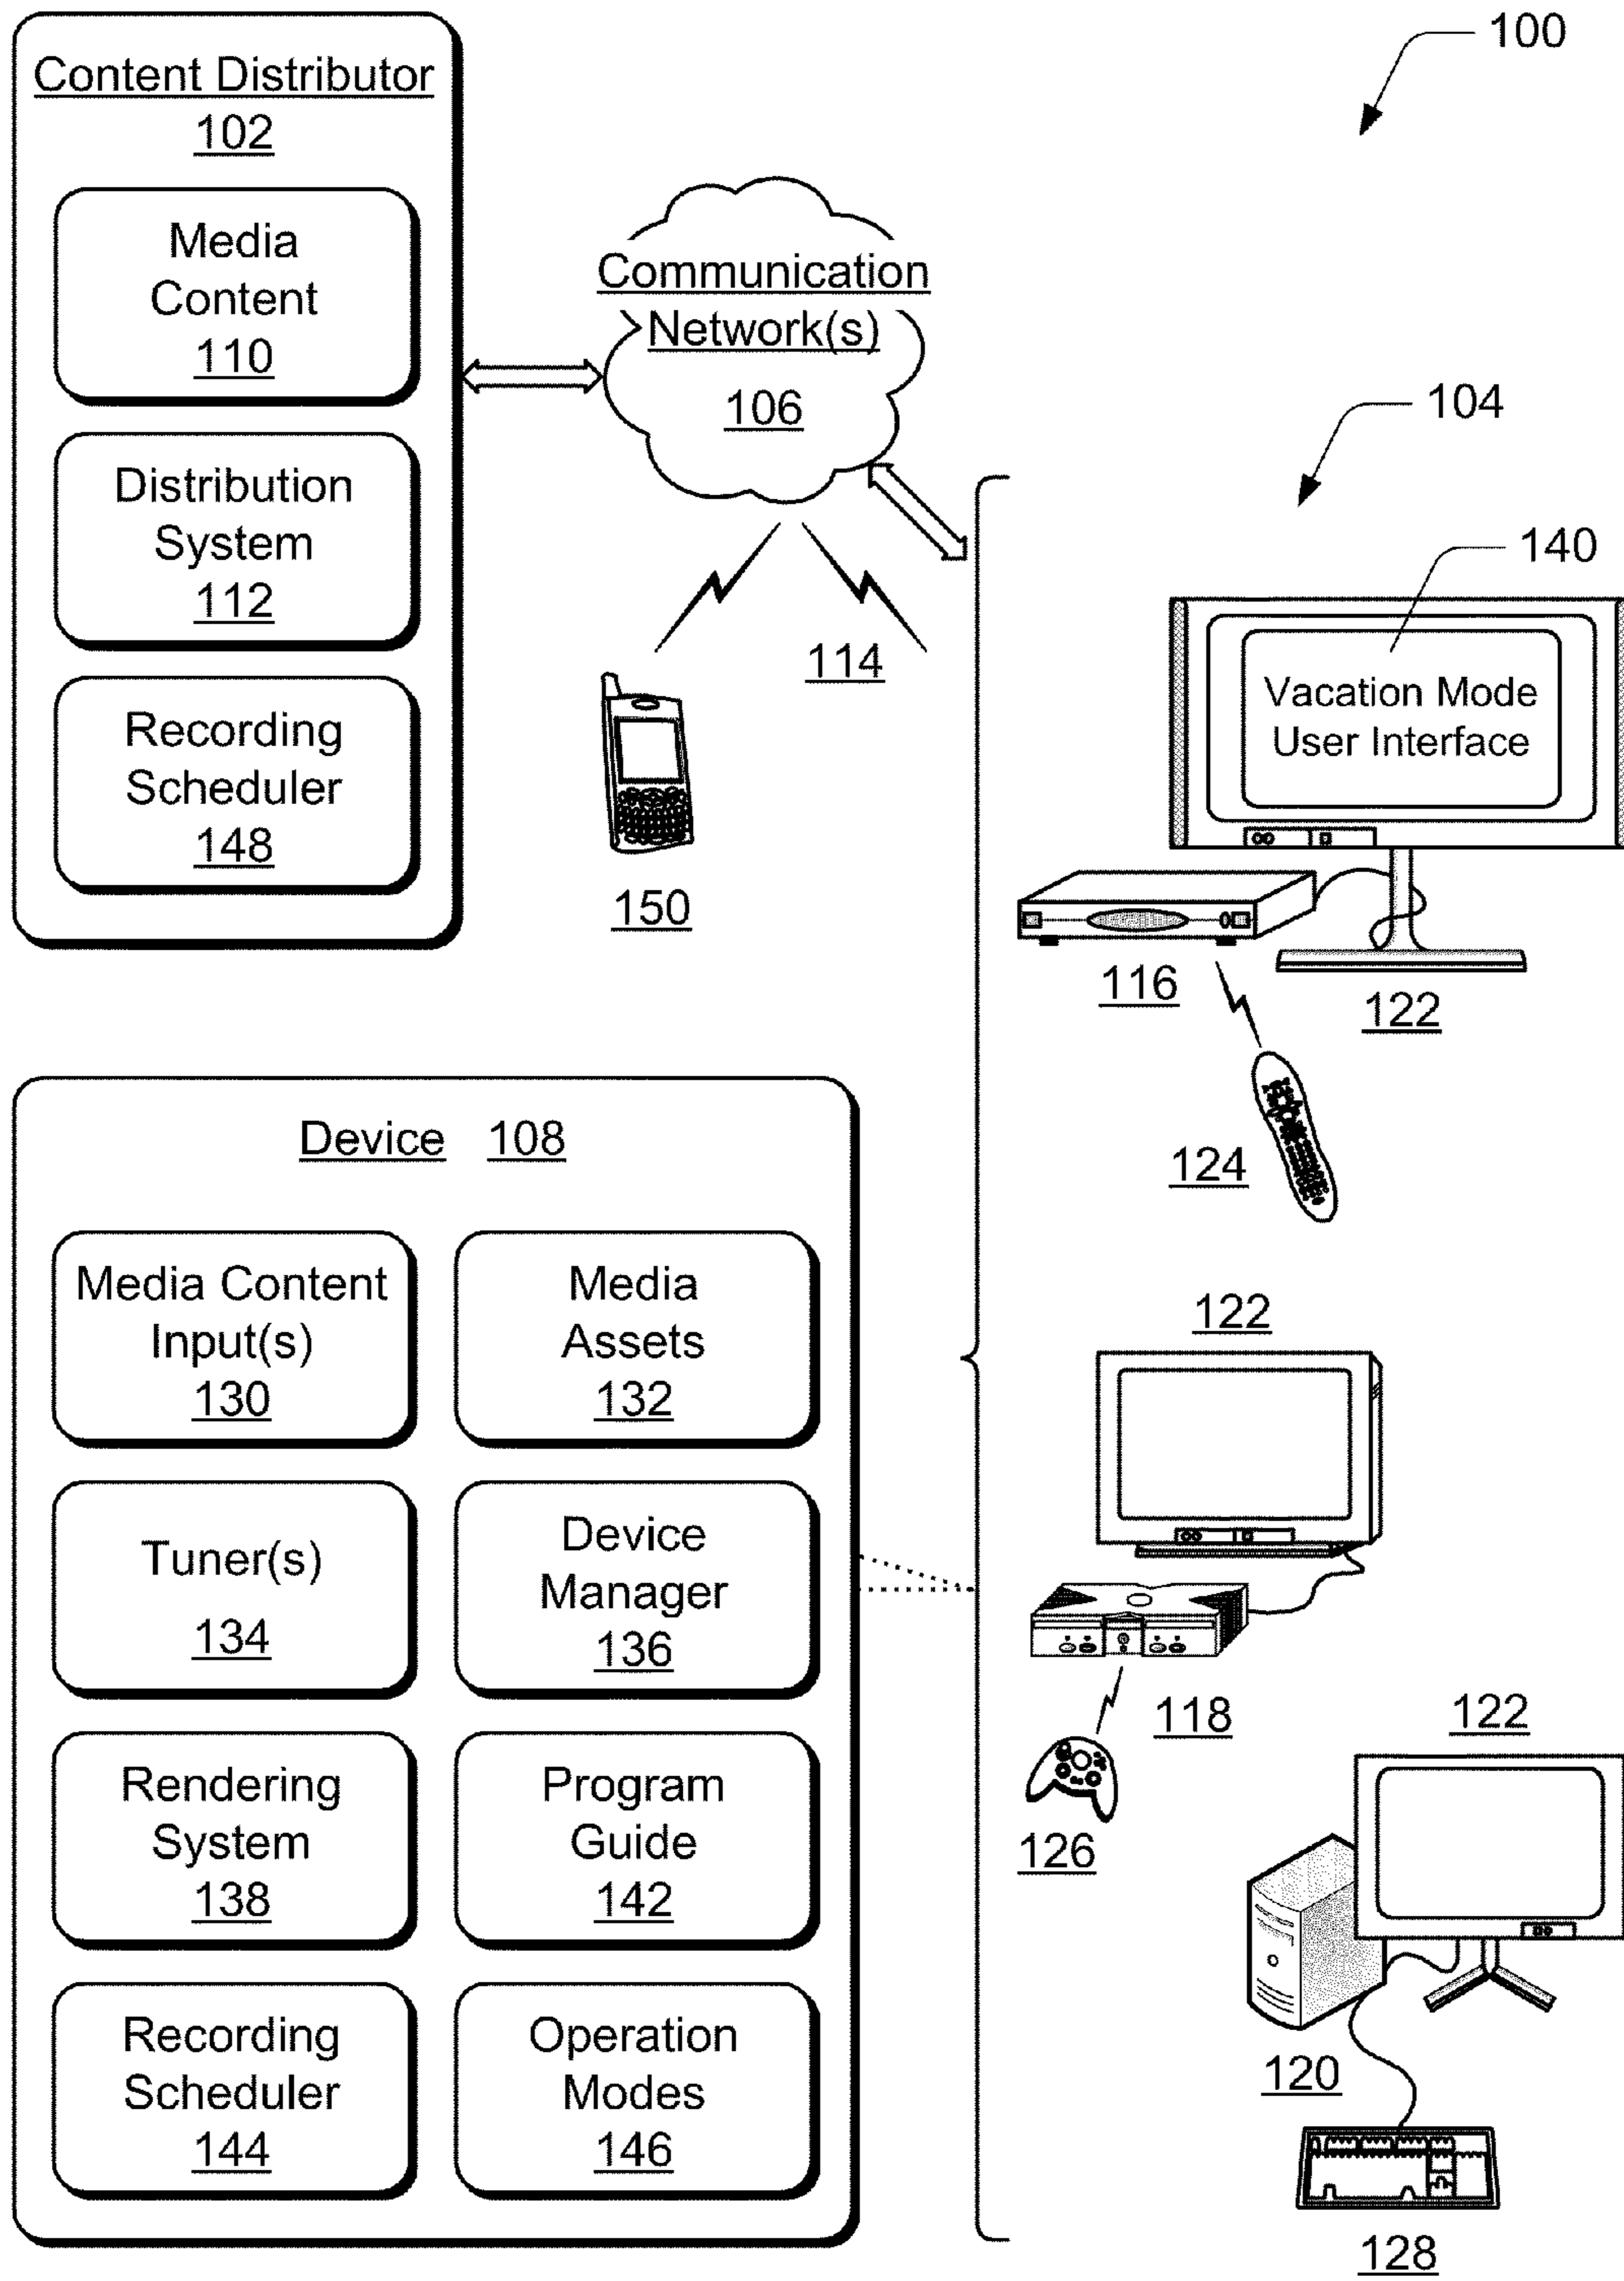 100
Content Distributor
102
Media
Content
110
Distribution
System
112
Recording
Scheduler
148
Communication
Network(s)
106
114
150
104
140
Vacation Mode
User Interface
116
122
124
Device 108
Media Content
Input(s)
130
Media
Assets
132
Tuner(s)
134
Device
Manager
136
Rendering
System
138
Program
Guide
142
Recording
Scheduler
144
Operation
Modes
146
122
118
126
122
120
128